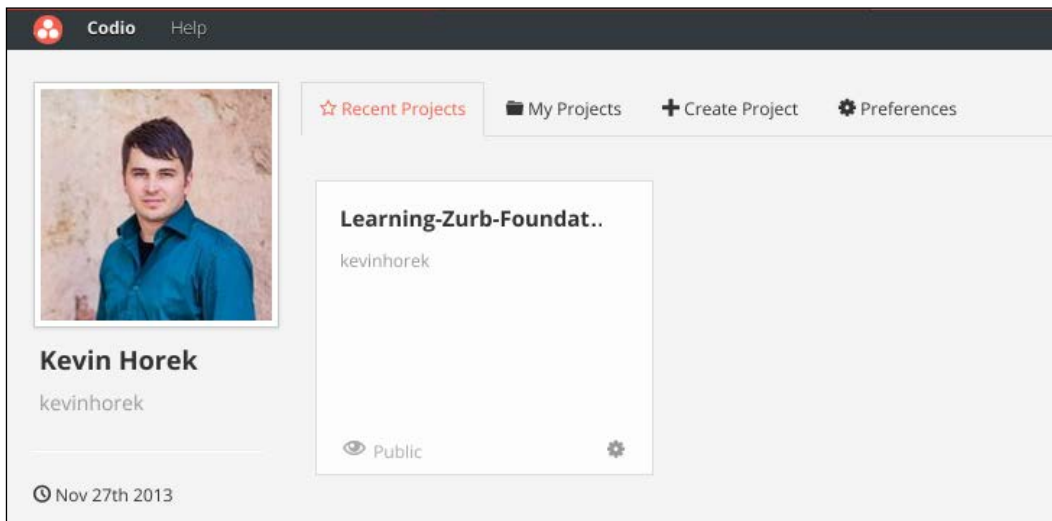 Codio Help
Recent Projects My Projects Create Project Preferences
Learning-Zurb-Foundat..
kevinhorek
Public
Kevin Horek
kevinhorek
Nov 27th 2013